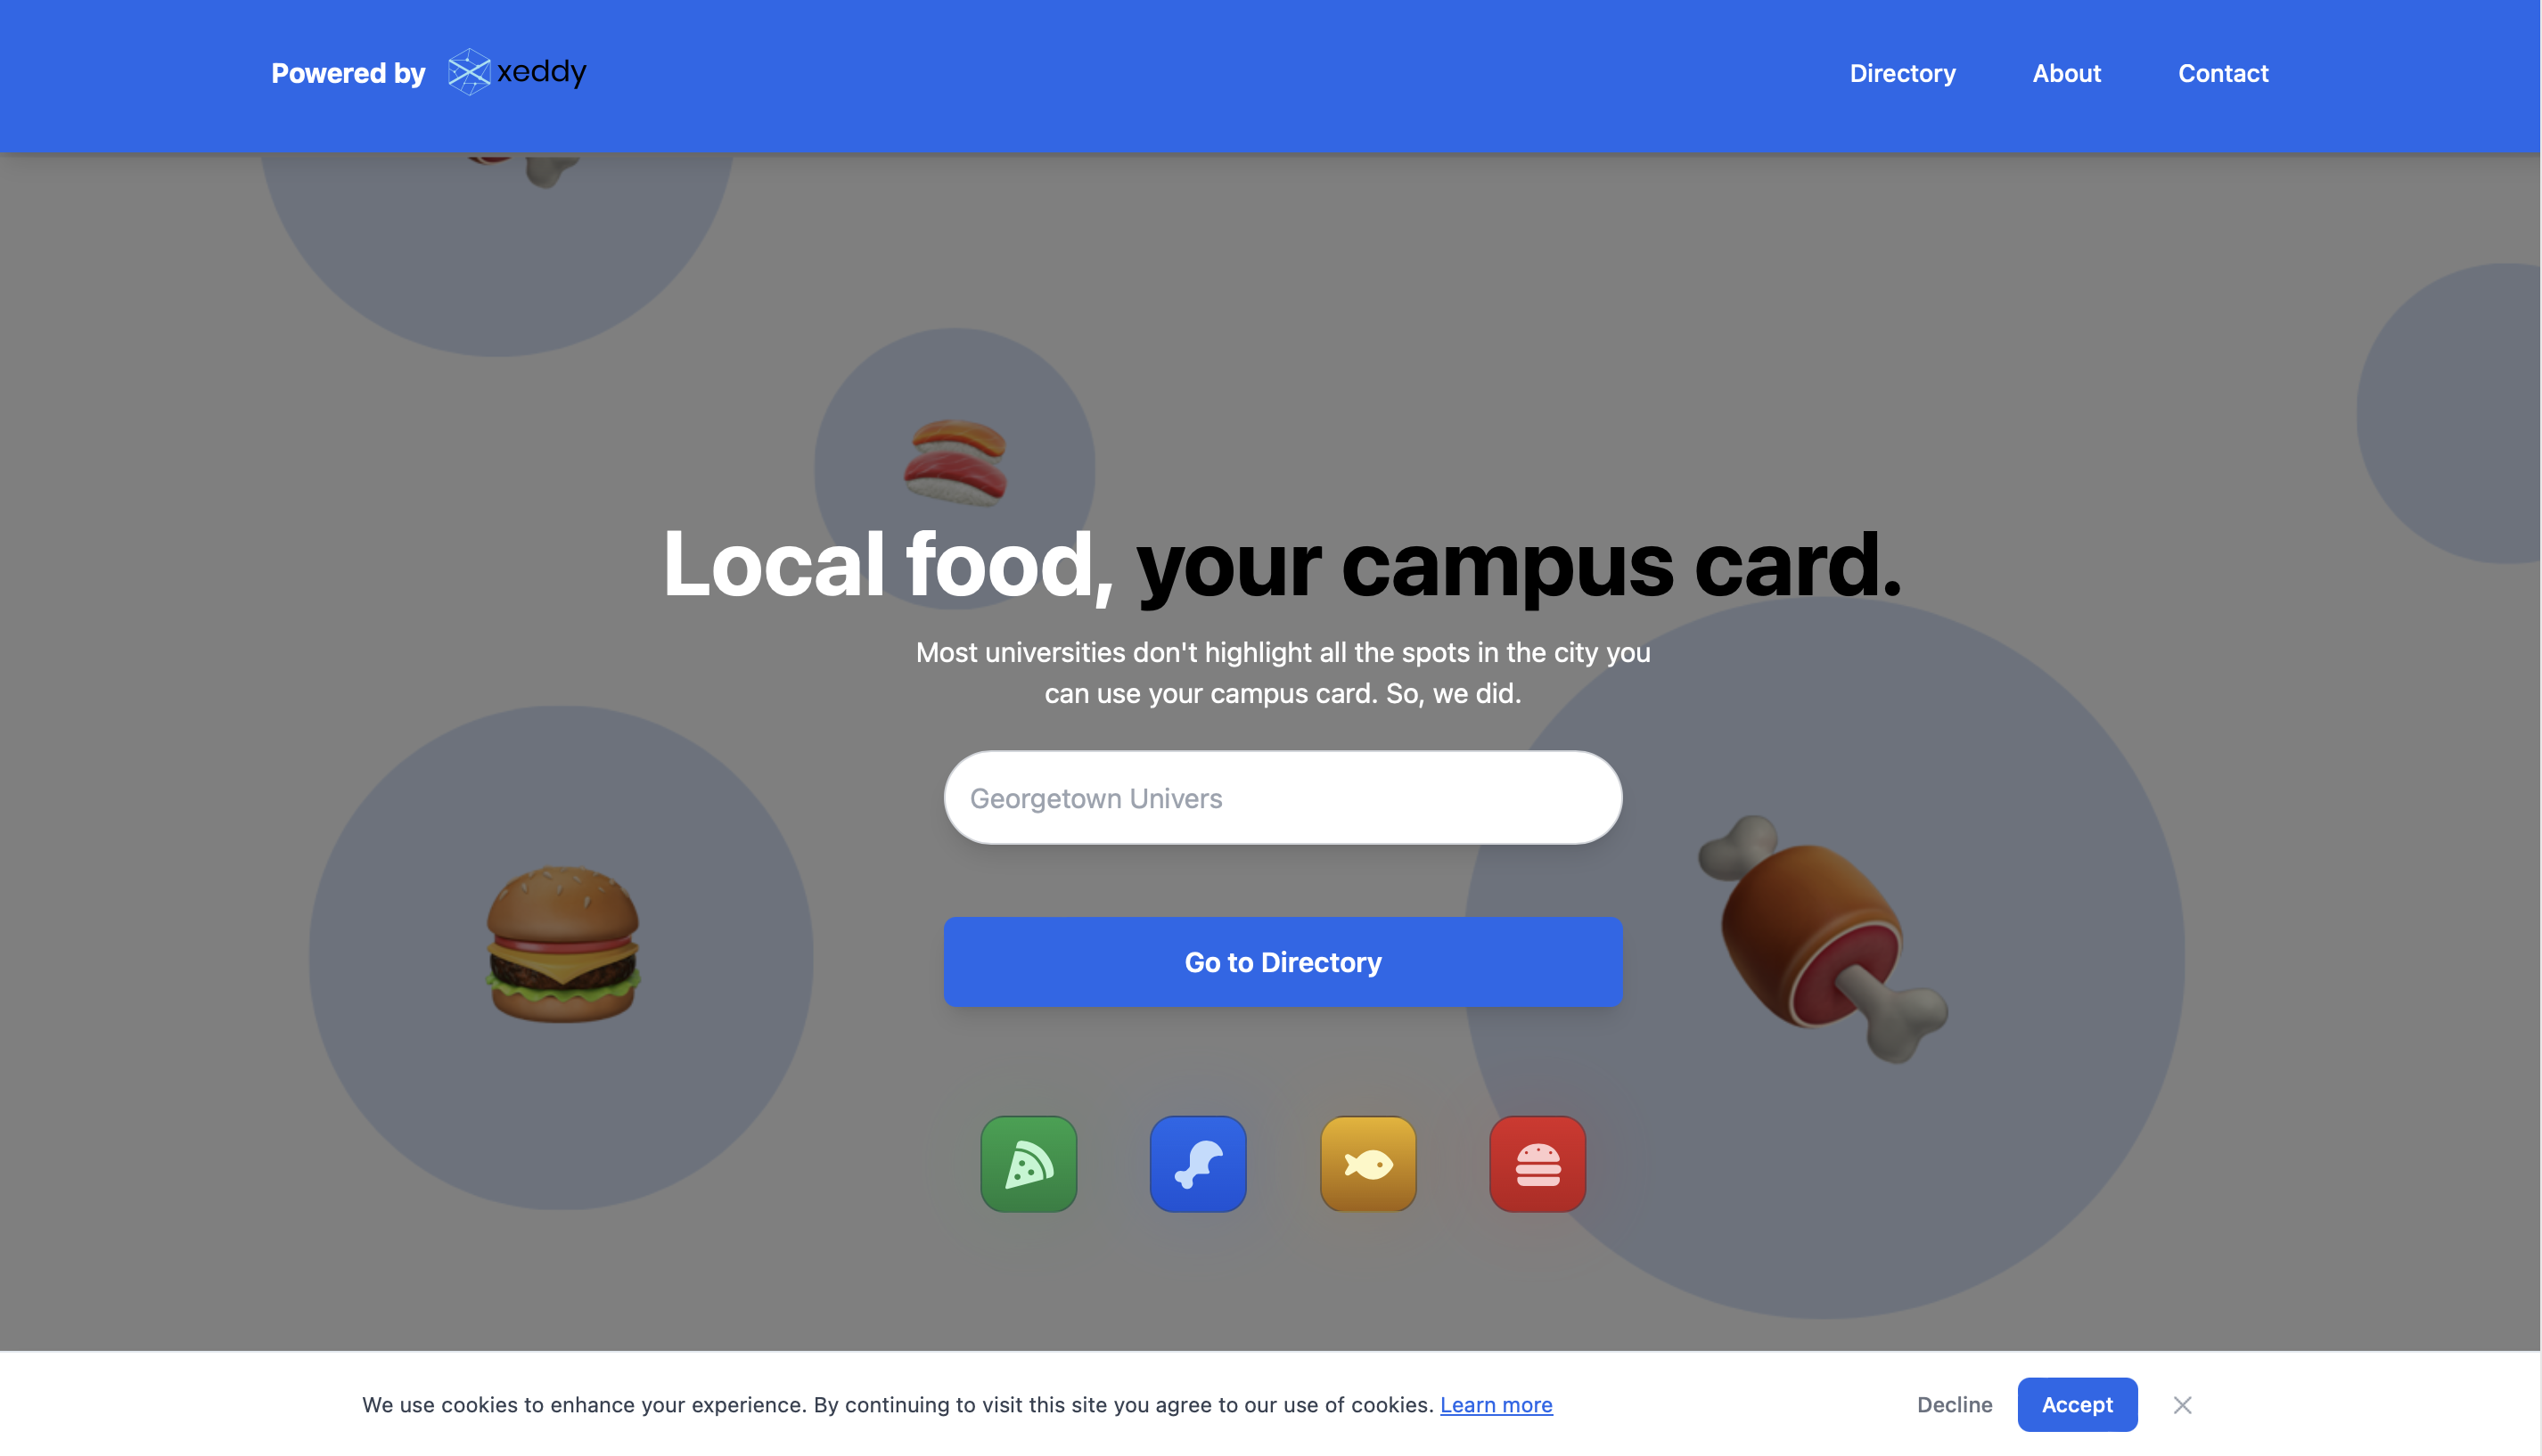 Powered by xeddy
Directory About Contact
Local food, your campus card.
Most universities don't highlight all the spots in the city you
can use your campus card. So, we did.
Georgetown Univers
Go to Directory
We use cookies to enhance your experience. By continuing to visit this site you agree to our use of cookies. Learn more
Decline Accept